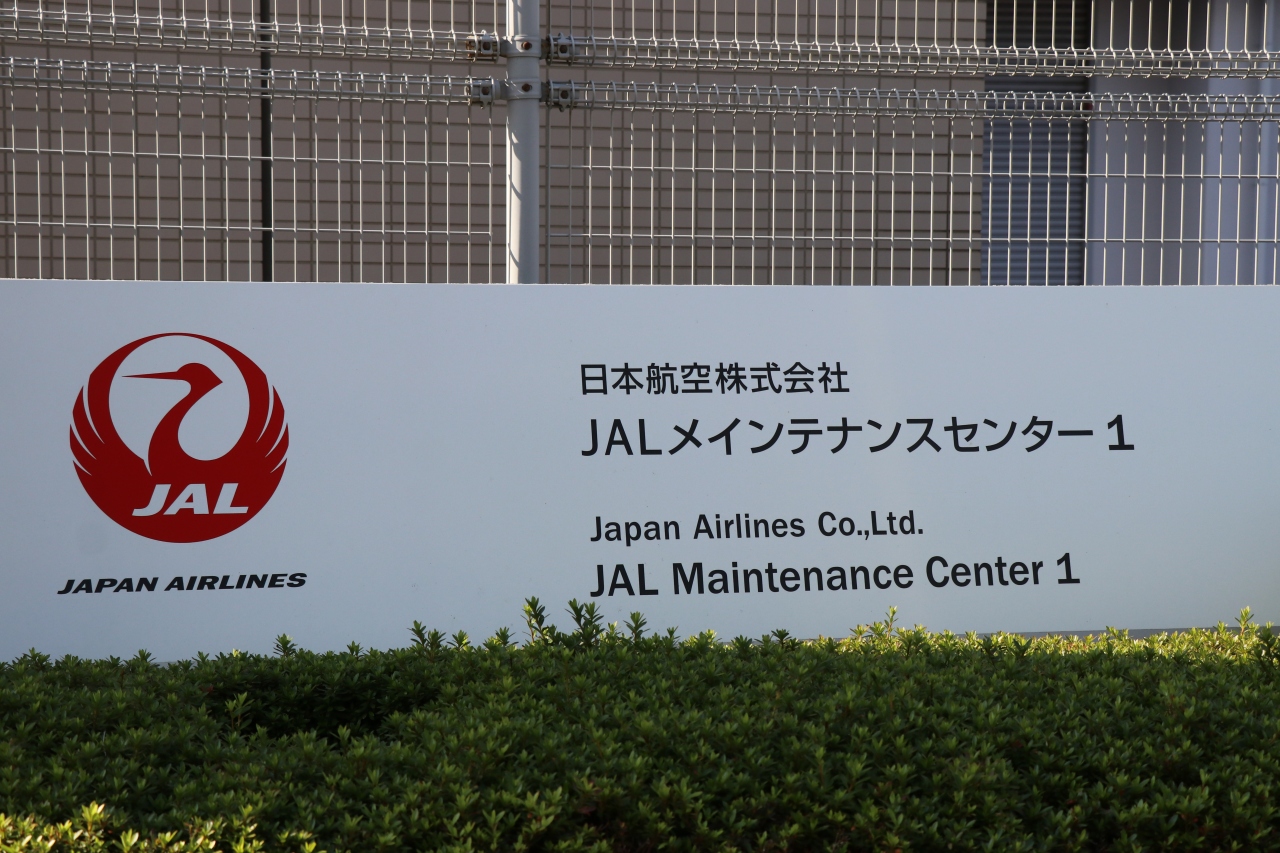 JAL
JAPAN AIRLINES
日本航空株式会社
JALメインテナンスセンター1
Japan Airlines Co.,Ltd.
JAL Maintenance Center 1